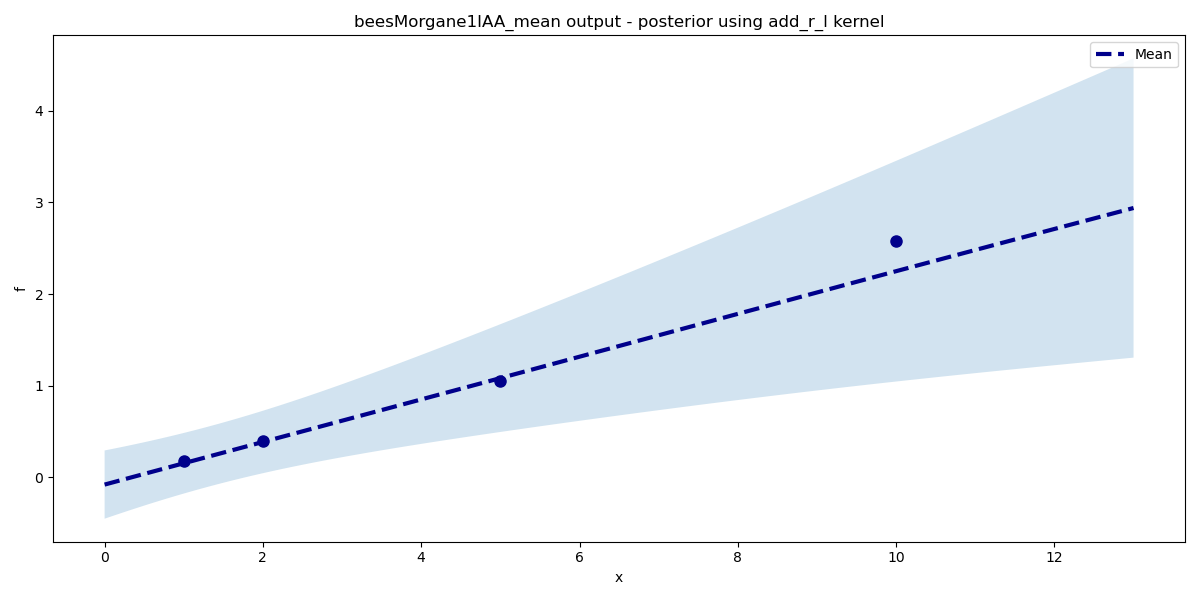 beesMorgane1IAA_mean output - posterior using add_r_l kernel
Mean
f
4
3
2
1
0
0 2 4 6 8 10 12
x